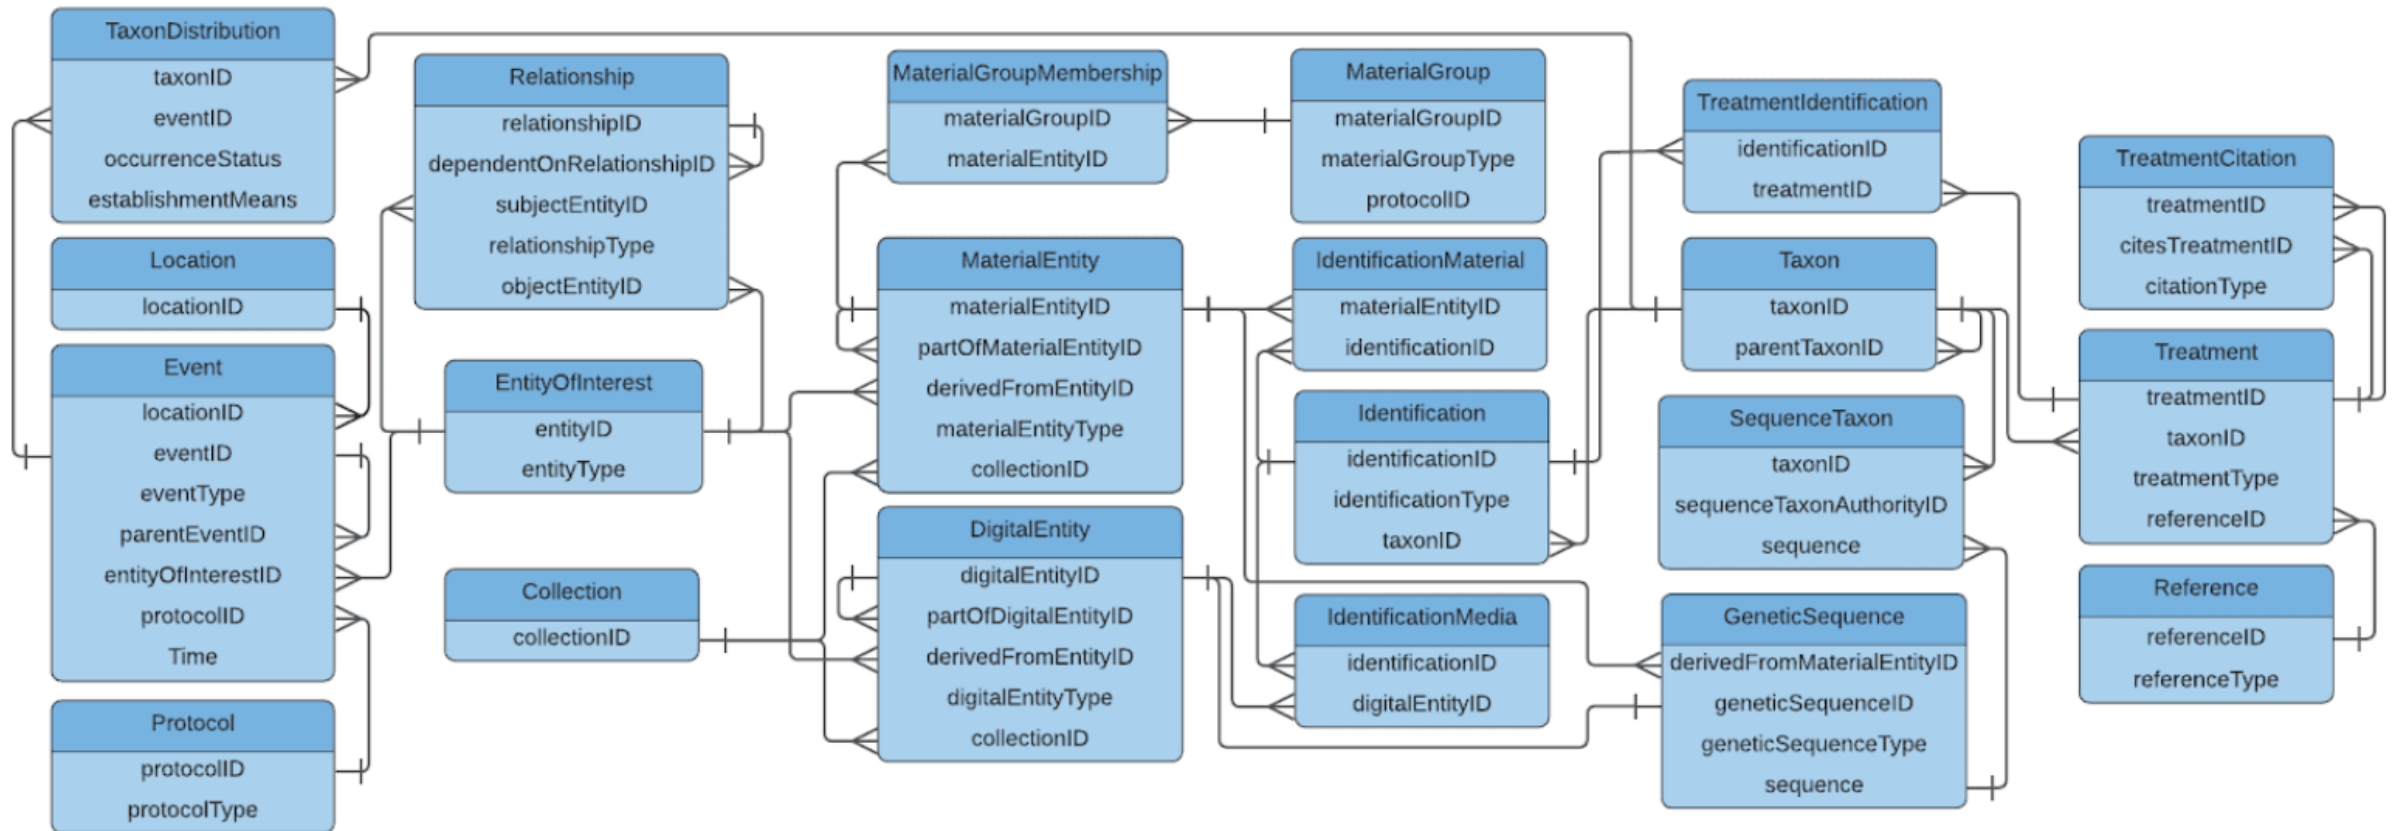 TaxonDistribution
taxonID
eventID
occurrenceStatus
establishmentMeans
Location
locationID
Event
locationID
eventID
eventType
parentEventID
entityOfInterestID
protocolID
Time
Protocol
protocolID
protocolType
Relationship
relationshipID
dependentOnRelationshipID
subjectEntityID
relationshipType
objectEntityID
EntityOfInterest
entityID
entityType
Collection
collectionID
MaterialGroupMembership
materialGroupID
materialEntityID
MaterialEntity
materialEntityID
partOfMaterialEntityID
derivedFromEntityID
materialEntityType
collectionID
DigitalEntity
digitalEntityID
partOfDigitalEntityID
derivedFromEntityID
digitalEntityType
collectionID
MaterialGroup
materialGroupID
materialGroupType
protocolID
IdentificationMaterial
materialEntityID
identificationID
Identification
identificationID
identificationType
taxonID
IdentificationMedia
identificationID
digitalEntityID
TreatmentIdentification
identificationID
treatmentID
Taxon
taxonID
parentTaxonID
SequenceTaxon
taxonID
sequenceTaxonAuthorityID
sequence
GeneticSequence
derivedFromMaterialEntityID
geneticSequenceID
geneticSequenceType
sequence
TreatmentCitation
treatmentID
citesTreatmentID
citationType
Treatment
treatmentID
taxonID
treatmentType
referenceID
Reference
referenceID
referenceType